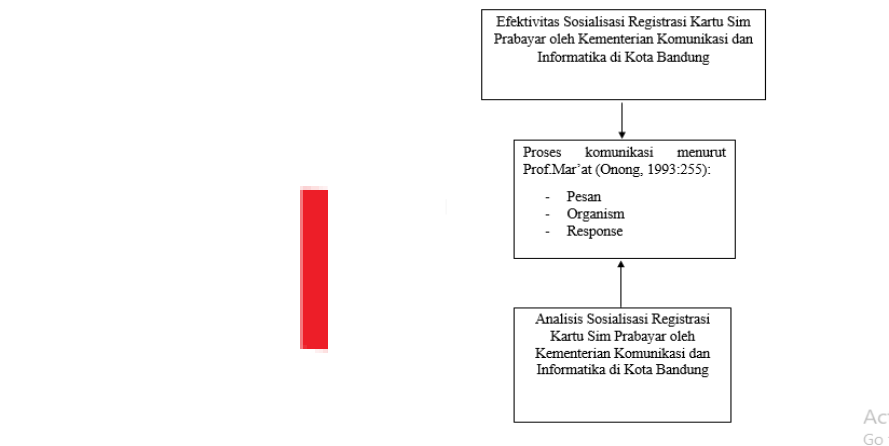 Efektivitas Sosialisasi Registrasi Kartu Sim
Prabayar oleh Kementerian Komunikasi dan
Informatika di Kota Bandung
Proses komunikasi menurut
Prof.Mar'at (Onong, 1993:255):
- Pesan
- Organism
- Response
Analisis Sosialisasi Registrasi
Kartu Sim Prabayar oleh
Kementerian Komunikasi dan
Informatika di Kota Bandung
Go